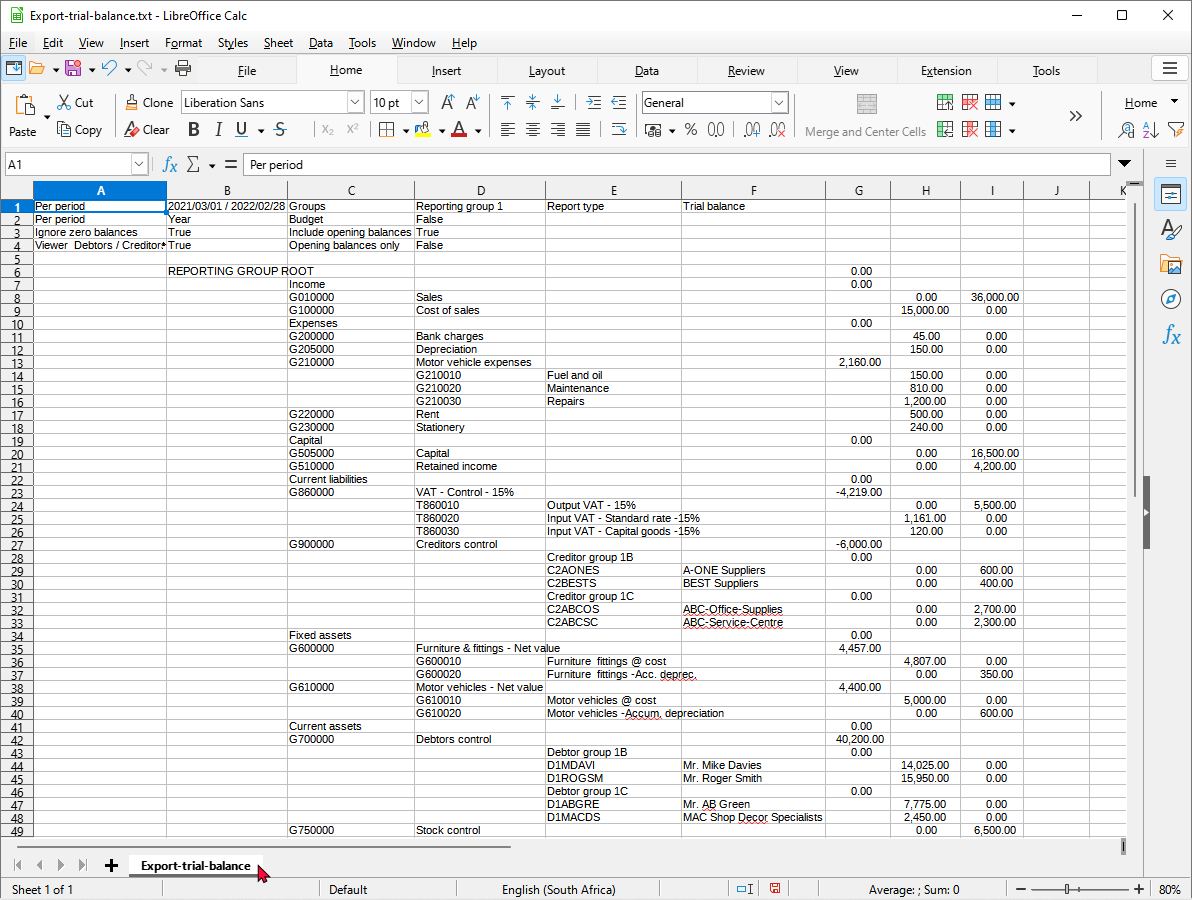 Export-trial-balance.txt - LibreOffice Calc
File Edit View Insert Format Styles Sheet Data Tools Window Help
File Home Insert Layout Data Review View Extension Tools
Cut Clone Liberation Sans 10 pt General Home
Paste Copy Clear Merge and Center Cells
A1 Per period
A B C D E F G H I J K
1 Per period 2021/03/01 / 2022/02/28 Groups Reporting group 1 Report type Trial balance
2 Per period Year Budget False
3 Ignore zero balances True Include opening balances True
4 Viewer Debtors / Creditors True Opening balances only False
5
6 REPORTING GROUP ROOT 0.00
7 Income 0.00
8 G010000 Sales 0.00 36,000.00
9 G100000 Cost of sales 15,000.00 0.00
10 Expenses 0.00
11 G200000 Bank charges 45.00 0.00
12 G205000 Depreciation 150.00 0.00
13 G210000 Motor vehicle expenses 2,160.00
14 G210010 Fuel and oil 150.00 0.00
15 G210020 Maintenance 810.00 0.00
16 G210030 Repairs 1,200.00 0.00
17 G220000 Rent 500.00 0.00
18 G230000 Stationery 240.00 0.00
19 Capital 0.00
20 G505000 Capital 0.00 16,500.00
21 G510000 Retained income 0.00 4,200.00
22 Current liabilities 0.00
23 G860000 VAT - Control - 15% -4,219.00
24 T860010 Output VAT - 15% 0.00 5,500.00
25 T860020 Input VAT - Standard rate -15% 1,161.00 0.00
26 T860030 Input VAT - Capital goods -15% 120.00 0.00
27 G900000 Creditors control -6,000.00
28 Creditor group 1B 0.00
29 C2AONES A-ONE Suppliers 0.00 600.00
30 C2BESTS BEST Suppliers 0.00 400.00
31 Creditor group 1C 0.00
32 C2ABCOS ABC-Office-Supplies 0.00 2,700.00
33 C2ABCSC ABC-Service-Centre 0.00 2,300.00
34 Fixed assets 0.00
35 G600000 Furniture & fittings - Net value 4,457.00
36 G600010 Furniture fittings @ cost 4,807.00 0.00
37 G600020 Furniture fittings -Acc. deprec. 0.00 350.00
38 G610000 Motor vehicles - Net value 4,400.00
39 G610010 Motor vehicles @ cost 5,000.00 0.00
40 G610020 Motor vehicles -Accum. depreciation 0.00 600.00
41 Current assets 0.00
42 G700000 Debtors control 40,200.00
43 Debtor group 1B 0.00
44 D1MDAVI Mr. Mike Davies 14,025.00 0.00
45 D1ROGSM Mr. Roger Smith 15,950.00 0.00
46 Debtor group 1C 0.00
47 D1ABGRE Mr. AB Green 7,775.00 0.00
48 D1MACDS MAC Shop Decor Specialists 2,450.00 0.00
49 G750000 Stock control 0.00 6,500.00
Export-trial-balance
Sheet 1 of 1 Default English (South Africa) Average: ; Sum: 0 80%